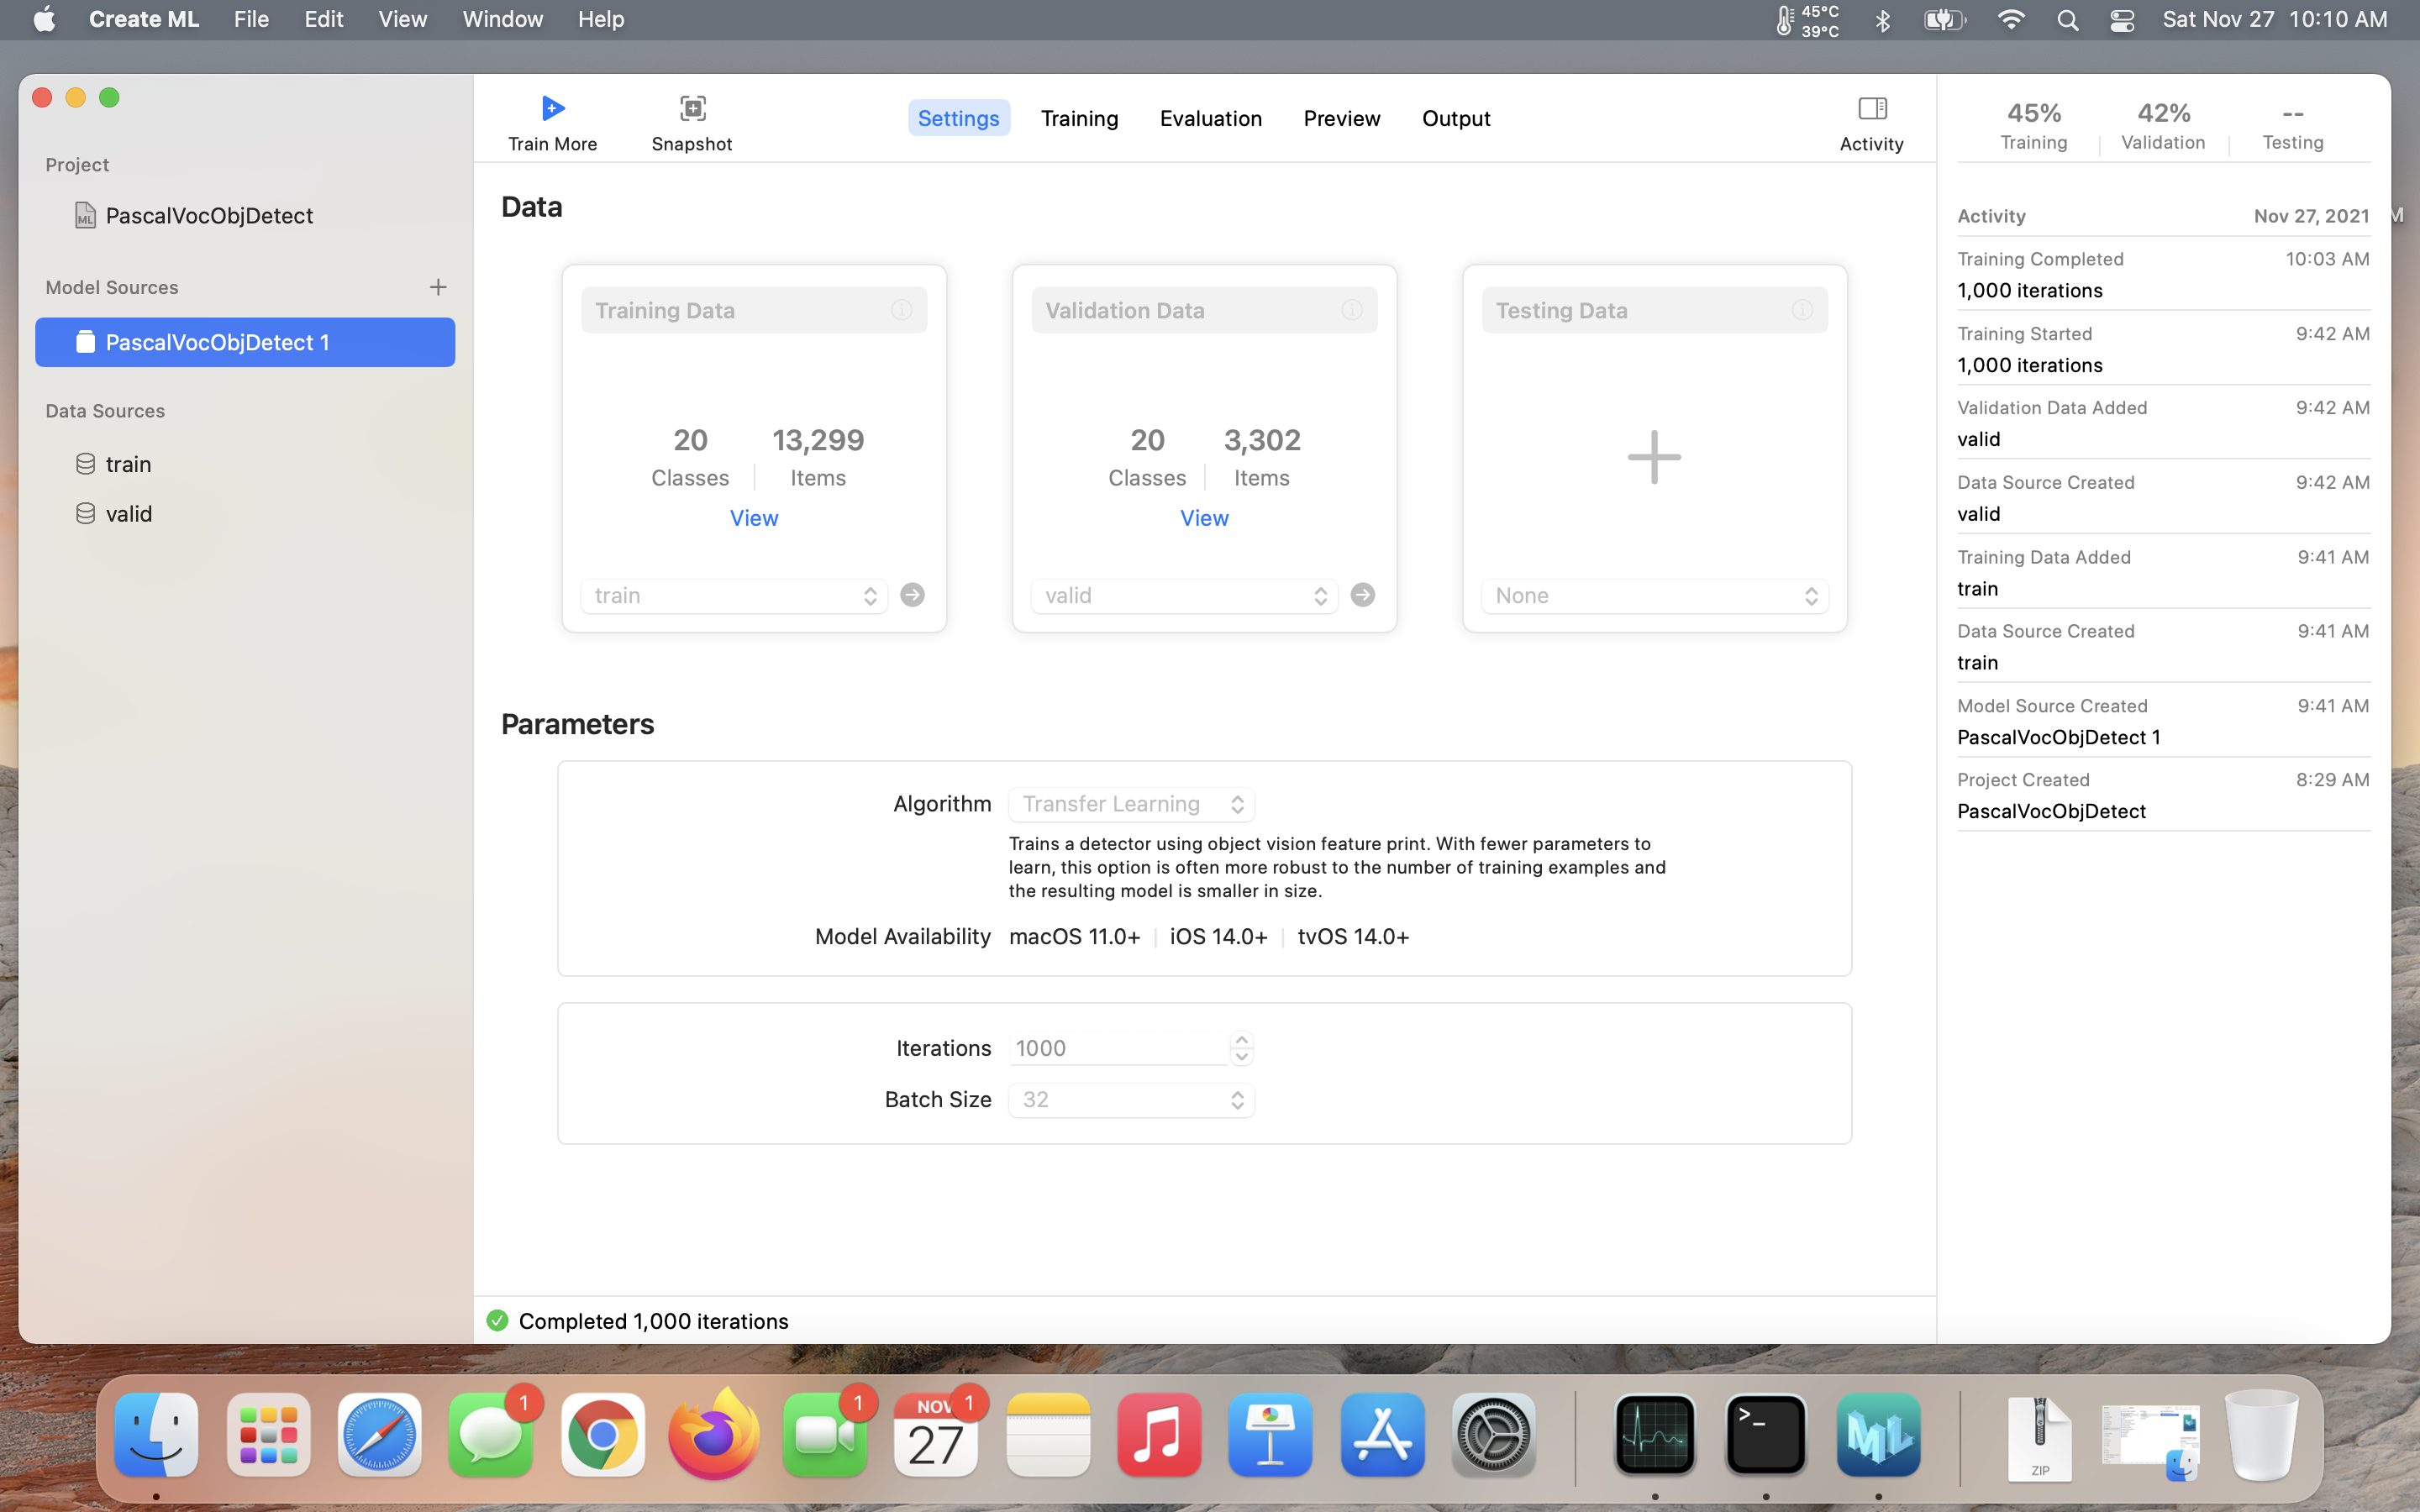 Create ML File Edit View Window Help 45°C 39°C Sat Nov 27 10:10 AM
Project
PascalVocObjDetect
Model Sources
PascalVocObjDetect 1
Data Sources
train
valid
Train More
Snapshot
Settings Training Evaluation Preview Output
Activity
Data
Training Data
20 13,299
Classes Items
View
train
Validation Data
20 3,302
Classes Items
View
valid
Testing Data
None
Parameters
Algorithm Transfer Learning
Trains a detector using object vision feature print. With fewer parameters to
learn, this option is often more robust to the number of training examples and
the resulting model is smaller in size.
Model Availability macOS 11.0+ iOS 14.0+ tvOS 14.0+
Iterations 1000
Batch Size 32
Completed 1,000 iterations
45% 42% --
Training Validation Testing
Activity Nov 27, 2021
Training Completed 10:03 AM
1,000 iterations
Training Started 9:42 AM
1,000 iterations
Validation Data Added 9:42 AM
valid
Data Source Created 9:42 AM
valid
Training Data Added 9:41 AM
train
Data Source Created 9:41 AM
train
Model Source Created 9:41 AM
PascalVocObjDetect 1
Project Created 8:29 AM
PascalVocObjDetect
M
1
1
NOV 1
27
>_
ML
ZIP